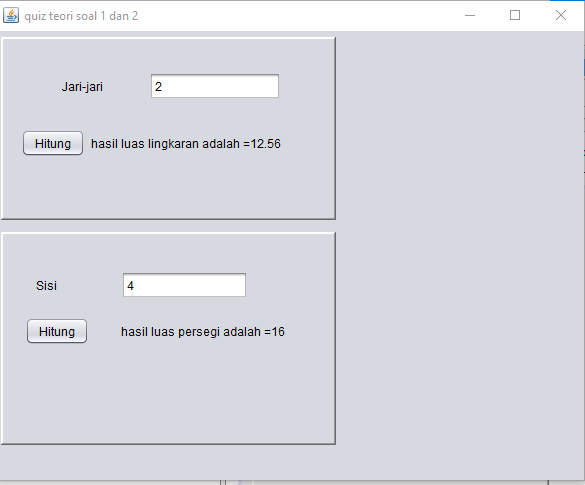 quiz teori soal 1 dan 2
Jari-jari 2
Hitung hasil luas lingkaran adalah =12.56
Sisi 4
Hitung hasil luas persegi adalah =16